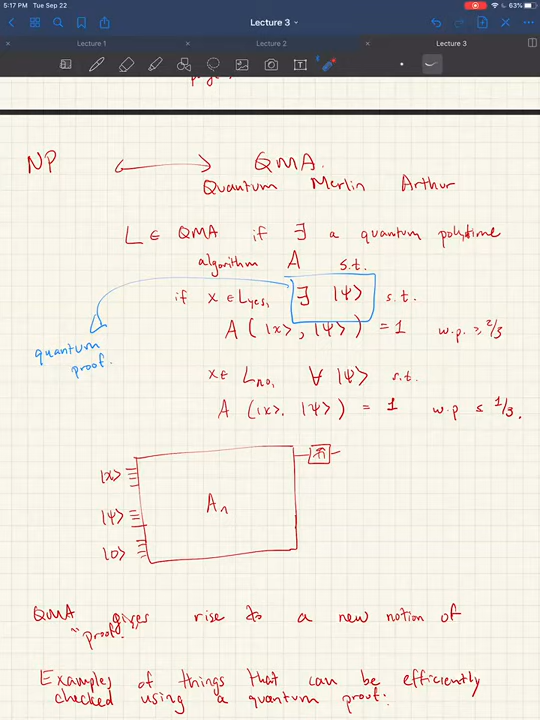 5:17 PM Tue Sep 22
63%
Lecture 3
Lecture 1
Lecture 2
Lecture 3
NP ⟷ QMA.
Quantum Merlin Arthur
L ∈ QMA if ∃ a quantum polytime
algorithm A s.t.
if x ∈ Lyes, ∃ |ψ⟩ s.t.
A (|x⟩, |ψ⟩) = 1 w.p. ≥ 2/3
quantum
proof.
x ∈ Lno, ∀ |ψ⟩ s.t.
A (|x⟩, |ψ⟩) = 1 w.p ≤ 1/3.
|x⟩
|ψ⟩ An
|0⟩
QMA gives rise to a new notion of
"proof".
Examples of things that can be efficiently
checked using a quantum proof: